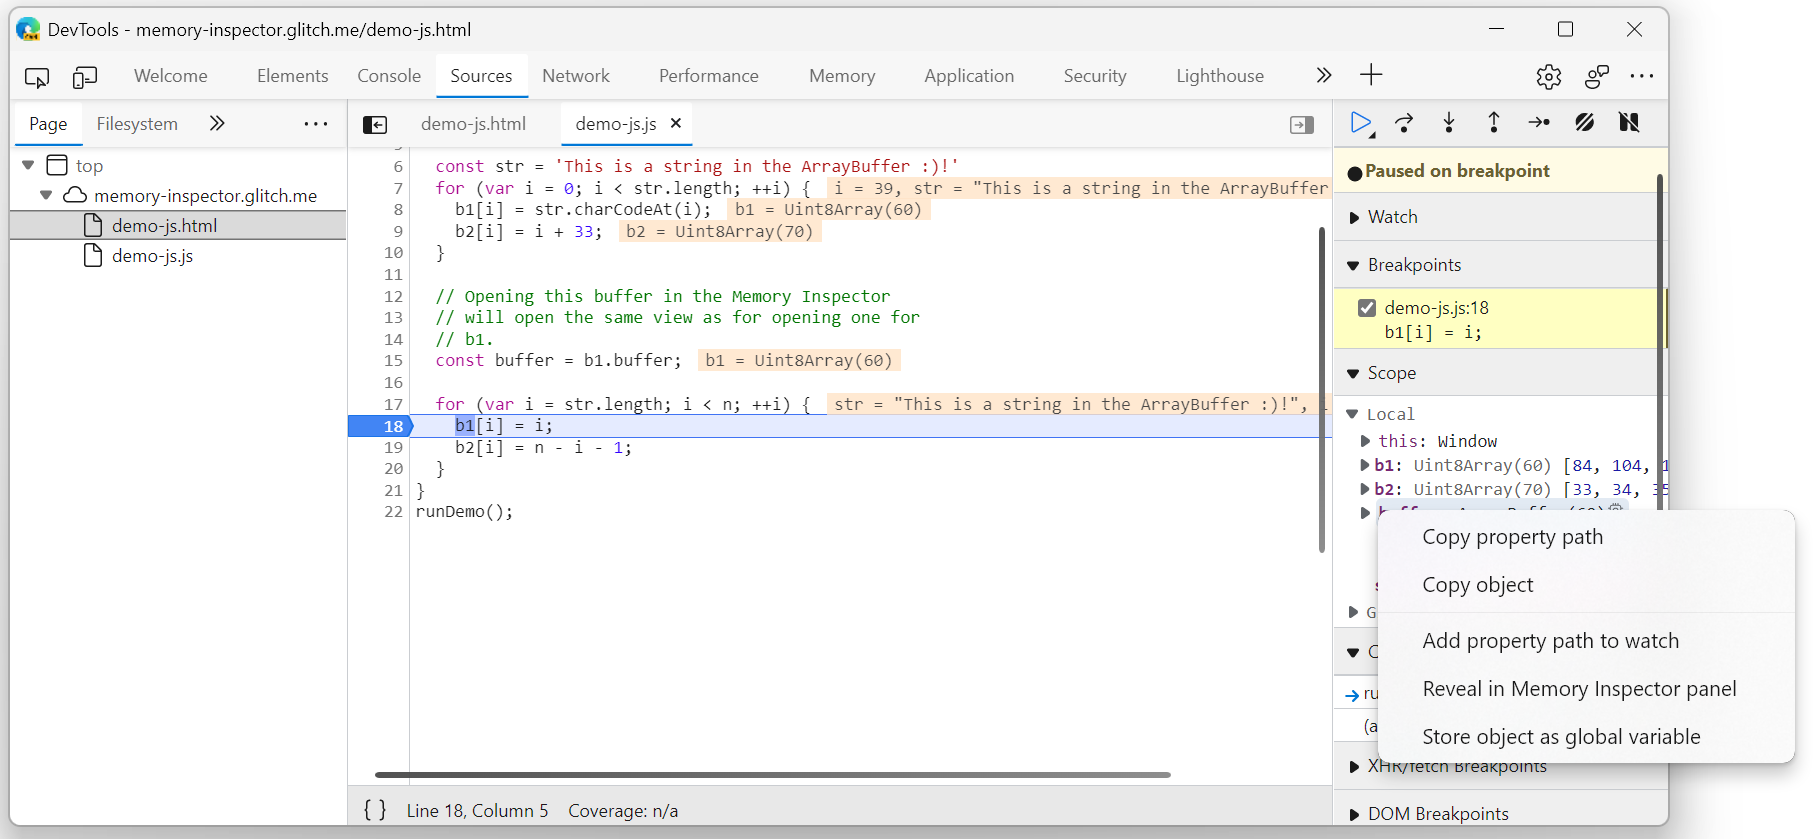 DevTools - memory-inspector.glitch.me/demo-js.html
Welcome Elements Console Sources Network Performance Memory Application Security Lighthouse
Page Filesystem
top
memory-inspector.glitch.me
demo-js.html
demo-js.js
demo-js.html demo-js.js
6 const str = 'This is a string in the ArrayBuffer :)!'
7 for (var i = 0; i < str.length; ++i) { i = 39, str = "This is a string in the ArrayBuffer
8 b1[i] = str.charCodeAt(i); b1 = Uint8Array(60)
9 b2[i] = i + 33; b2 = Uint8Array(70)
10 }
11
12 // Opening this buffer in the Memory Inspector
13 // will open the same view as for opening one for
14 // b1.
15 const buffer = b1.buffer; b1 = Uint8Array(60)
16
17 for (var i = str.length; i < n; ++i) { str = "This is a string in the ArrayBuffer :)!",
18 b1[i] = i;
19 b2[i] = n - i - 1;
20 }
21 }
22 runDemo();
{ } Line 18, Column 5 Coverage: n/a
Paused on breakpoint
Watch
Breakpoints
demo-js.js:18
b1[i] = i;
Scope
Local
this: Window
b1: Uint8Array(60) [84, 104,
b2: Uint8Array(70) [33, 34, 35
Copy property path
Copy object
Add property path to watch
Reveal in Memory Inspector panel
Store object as global variable
XHR/fetch Breakpoints
DOM Breakpoints